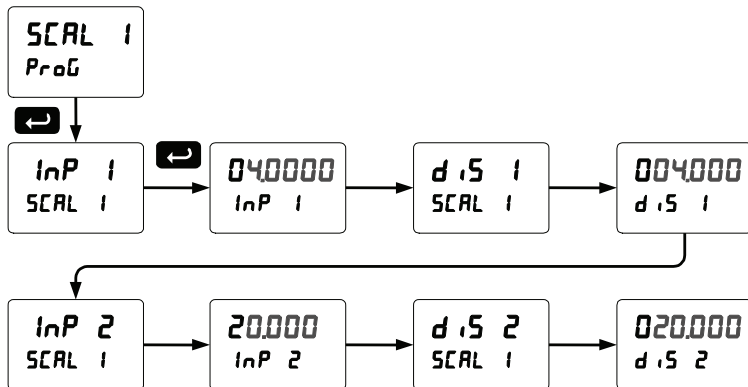 SCAL 1
ProG
InP 1
SCAL 1
04.0000
InP 1
diS 1
SCAL 1
004.000
diS 1
InP 2
SCAL 1
20.000
InP 2
diS 2
SCAL 1
020.000
diS 2